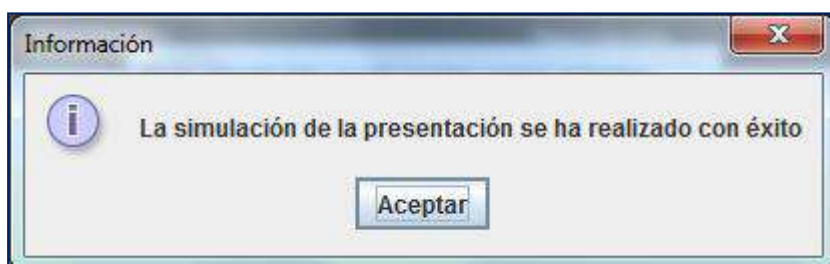 Información
La simulación de la presentación se ha realizado con éxito
Aceptar